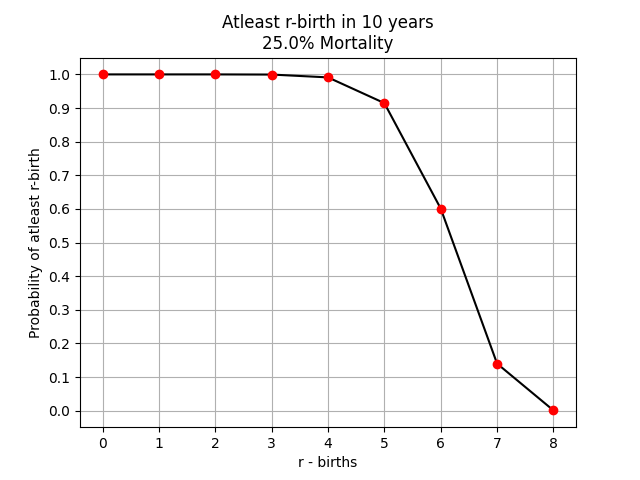 Atleast r-birth in 10 years
25.0% Mortality
Probability of atleast r-birth
1.0
0.9
0.8
0.7
0.6
0.5
0.4
0.3
0.2
0.1
0.0
0 1 2 3 4 5 6 7 8
r - births